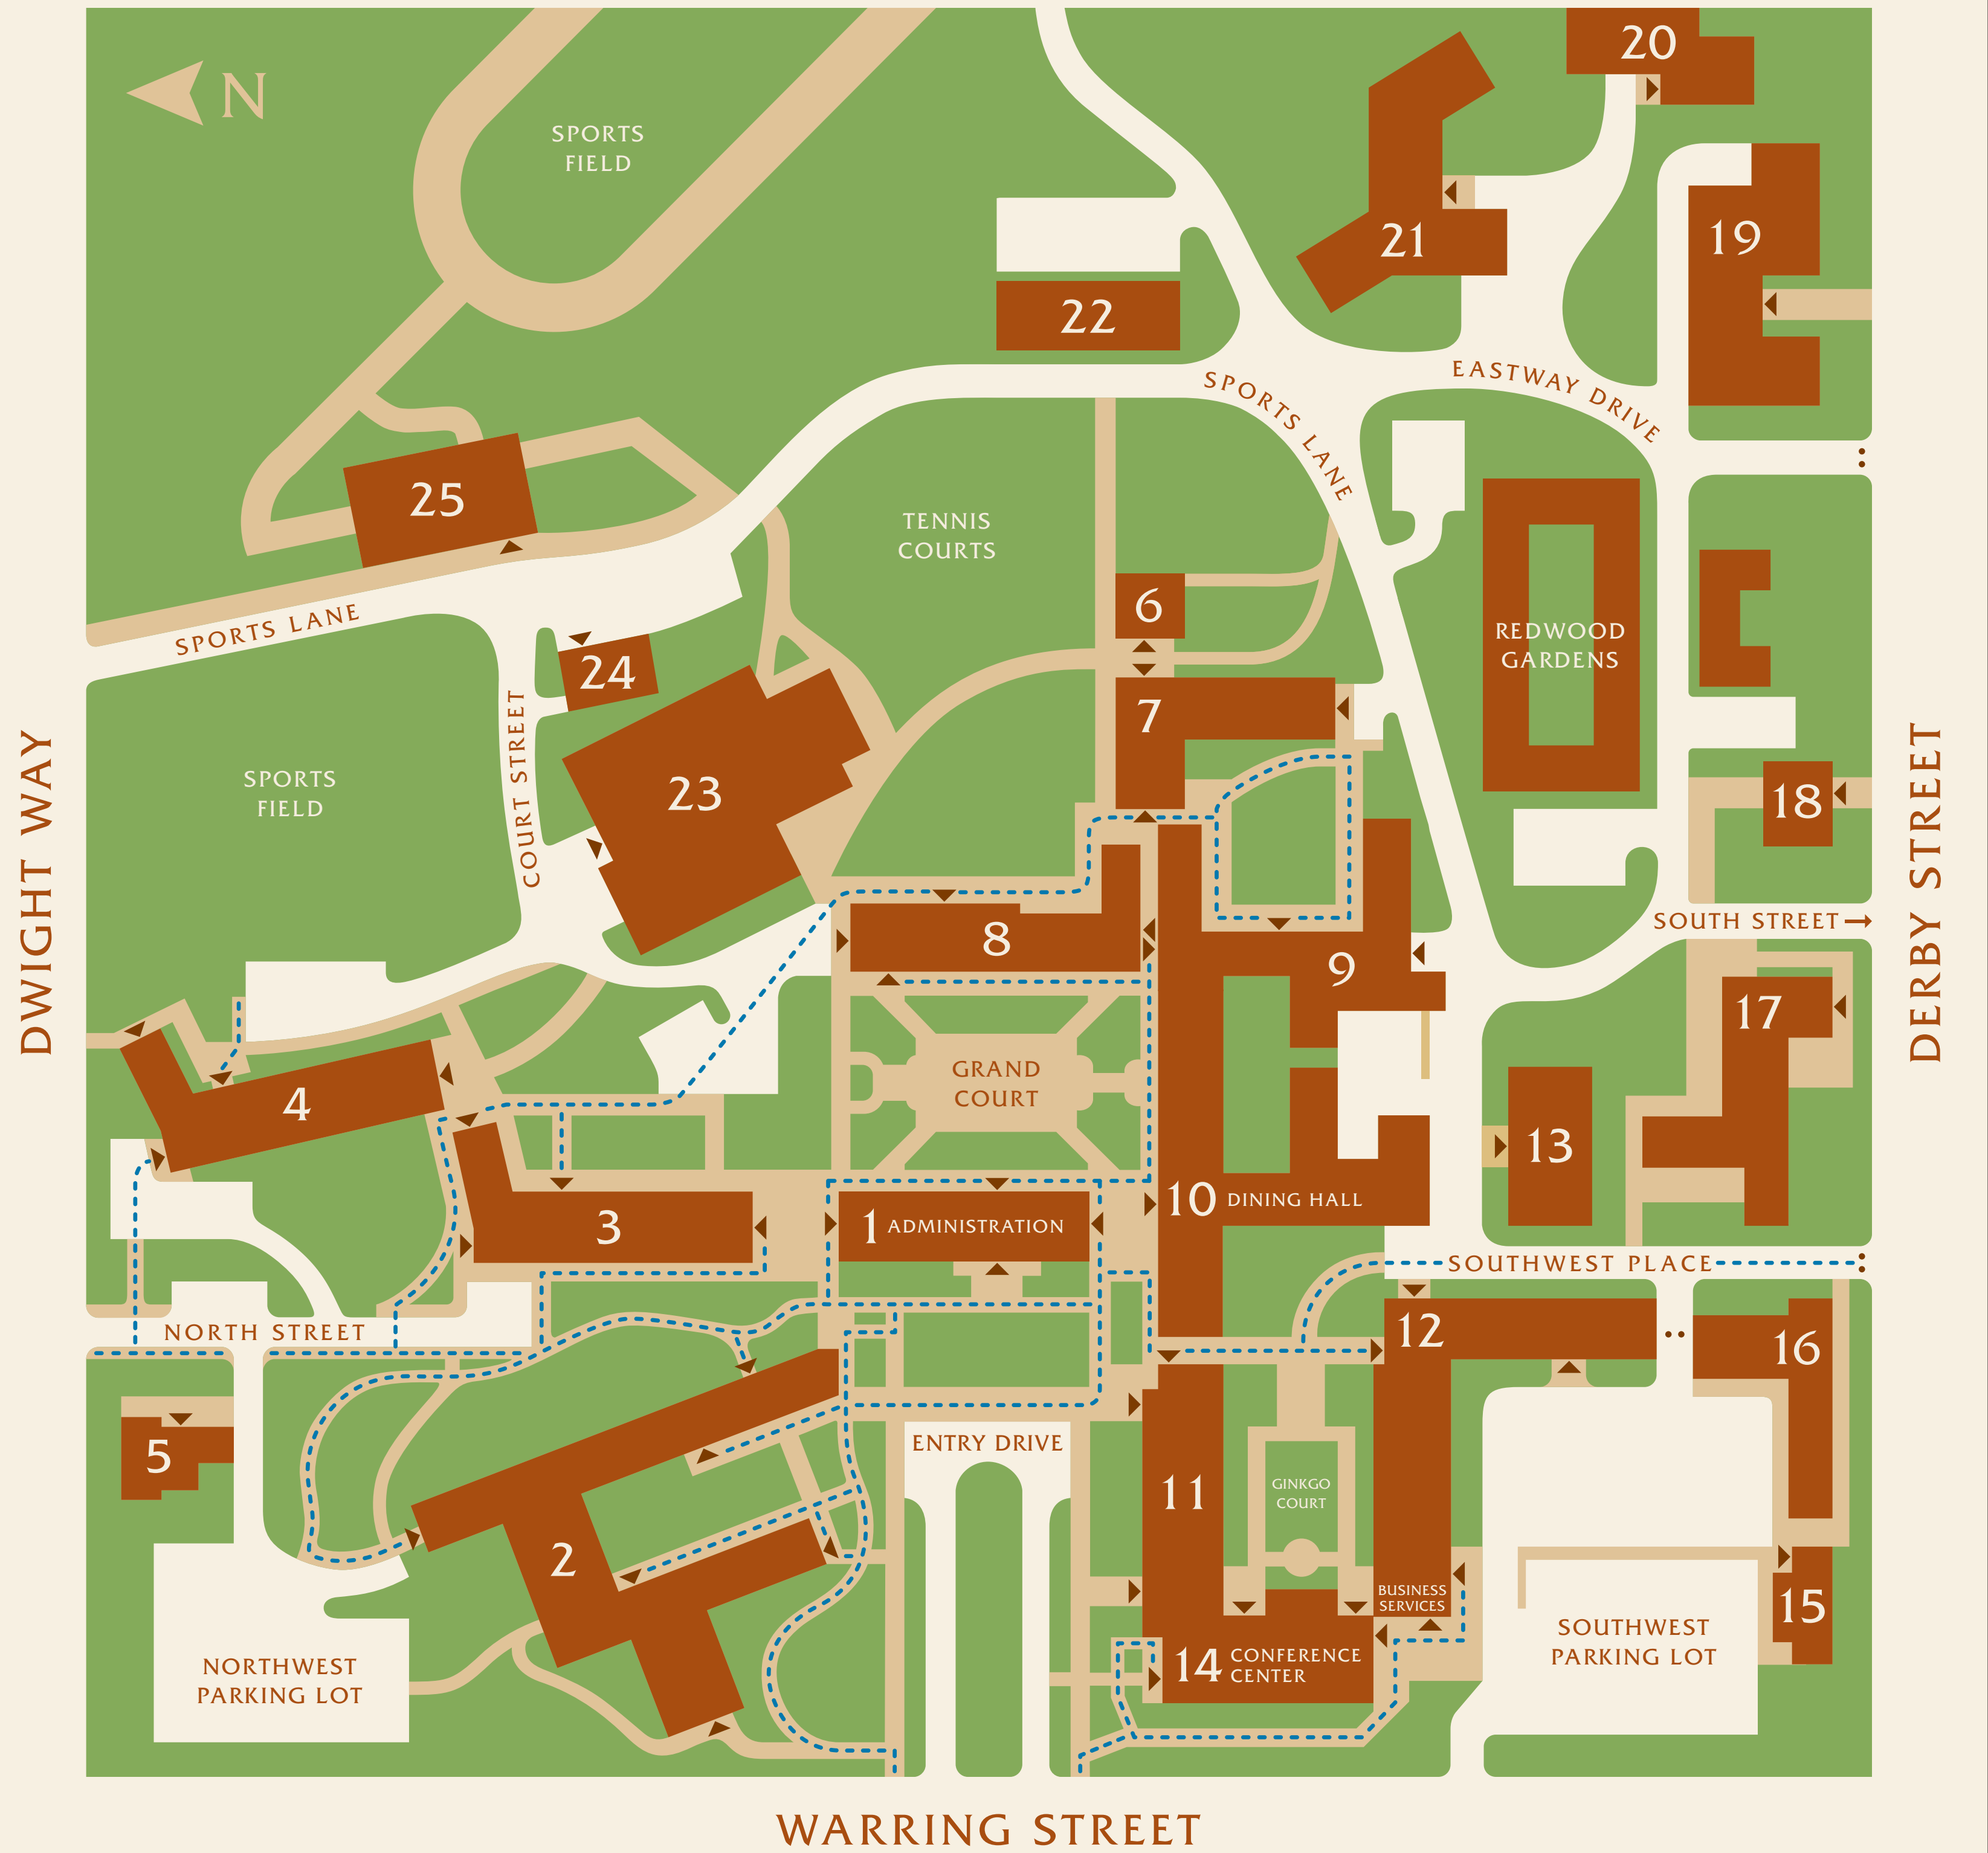 N
20
SPORTS
FIELD
21
19
22
SPORTS LANE
EASTWAY DRIVE
25
TENNIS
COURTS
SPORTS LANE
6
REDWOOD
GARDENS
24
COURT STREET
7
SPORTS
FIELD
23
18
DWIGHT WAY
DERBY STREET
SOUTH STREET
8
9
17
GRAND
COURT
4
13
10 DINING HALL
3
1 ADMINISTRATION
SOUTHWEST PLACE
NORTH STREET
12
16
5
ENTRY DRIVE
11
GINKGO
COURT
2
BUSINESS
SERVICES
15
SOUTHWEST
PARKING LOT
14 CONFERENCE
CENTER
NORTHWEST
PARKING LOT
WARRING STREET